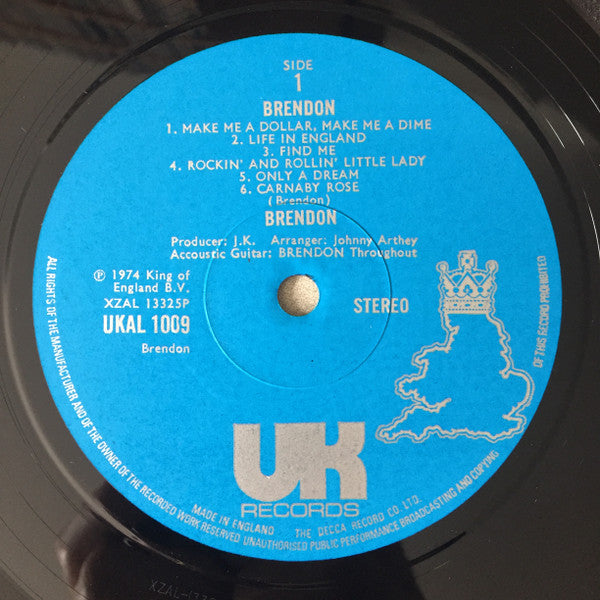 SIDE
1
BRENDON
1. MAKE ME A DOLLAR, MAKE ME A DIME
2. LIFE IN ENGLAND
3. FIND ME
4. ROCKIN' AND ROLLIN' LITTLE LADY
5. ONLY A DREAM
6. CARNABY ROSE
(Brendon)
BRENDON
Producer: J.K. Arranger: Johnny Arthey
Accoustic Guitar: BRENDON Throughout
℗ 1974 King of
England B.V.
XZAL 13325P
UKAL 1009
Brendon
STEREO
UK
RECORDS
MADE IN ENGLAND THE DECCA RECORD CO. LTD.
ALL RIGHTS OF THE MANUFACTURER AND OF THE OWNER OF THE RECORDED WORK RESERVED UNAUTHORISED PUBLIC PERFORMANCE BROADCASTING AND COPYING OF THIS RECORD PROHIBITED